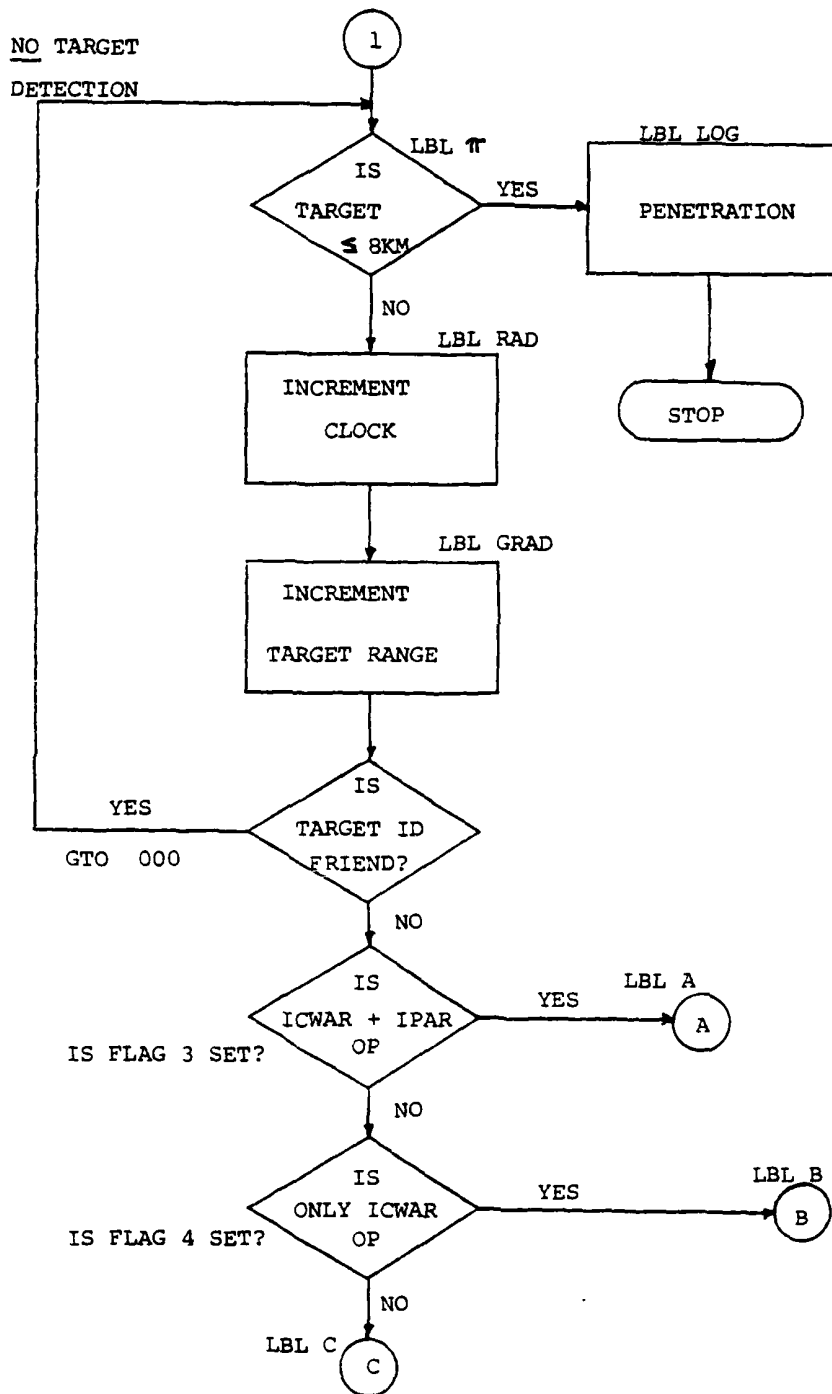 1
NO TARGET
DETECTION
LBL π
IS
TARGET
≤ 8KM
YES
LBL LOG
PENETRATION
NO
STOP
LBL RAD
INCREMENT
CLOCK
LBL GRAD
INCREMENT
TARGET RANGE
IS
TARGET ID
FRIEND?
YES
GTO 000
NO
IS
ICWAR + IPAR
OP
IS FLAG 3 SET?
YES
LBL A
A
NO
IS
ONLY ICWAR
OP
IS FLAG 4 SET?
YES
LBL B
B
NO
LBL C
C